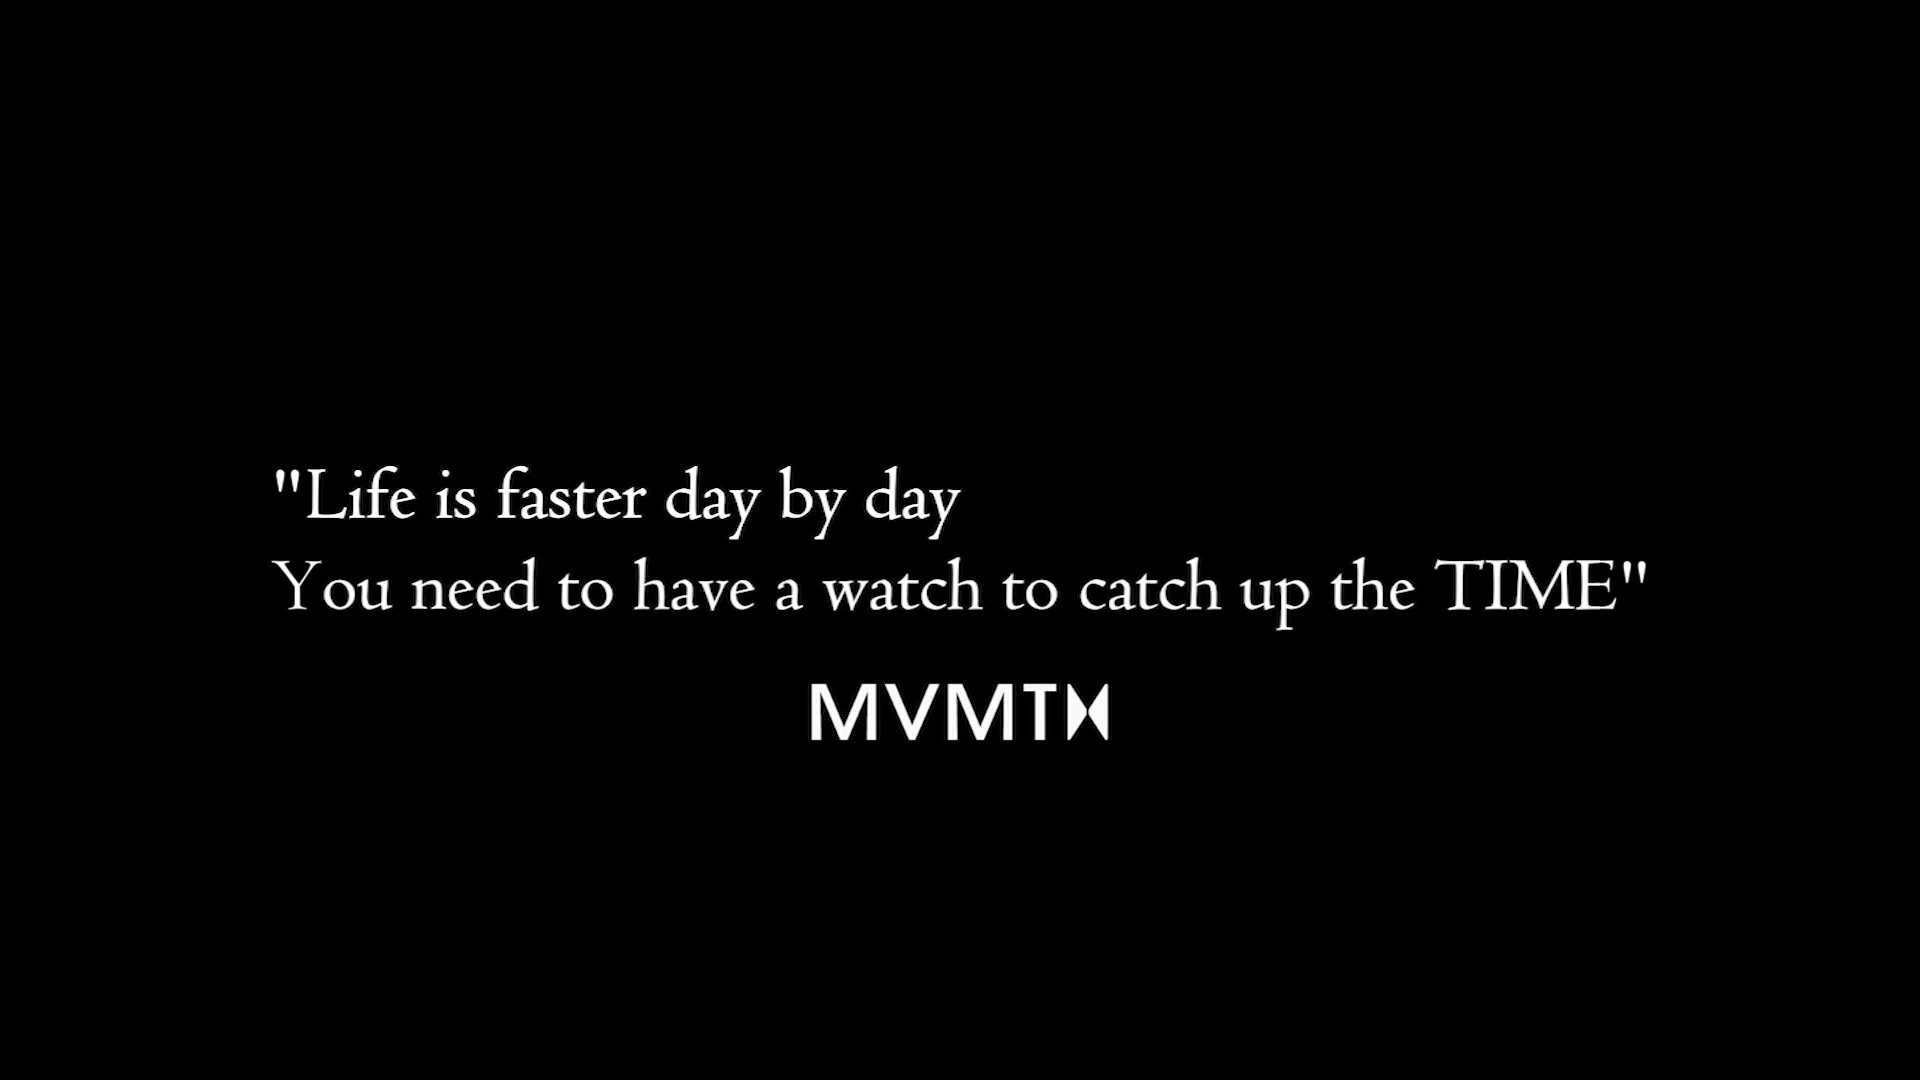 "Life is faster day by day
You need to have a watch to catch up the TIME"
MVMT